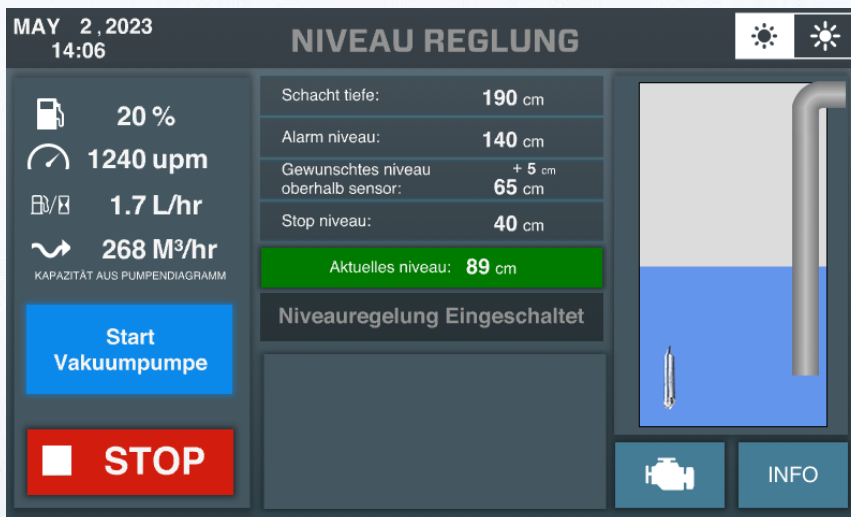 MAY 2,2023
14:06
NIVEAU REGLUNG
20 %
1240 upm
1.7 L/hr
268 M³/hr
KAPAZITÄT AUS PUMPENDIAGRAMM
Start
Vakuumpumpe
STOP
Schacht tiefe: 190 cm
Alarm niveau: 140 cm
Gewunschtes niveau + 5 cm
oberhalb sensor: 65 cm
Stop niveau: 40 cm
Aktuelles niveau: 89 cm
Niveauregelung Eingeschaltet
INFO